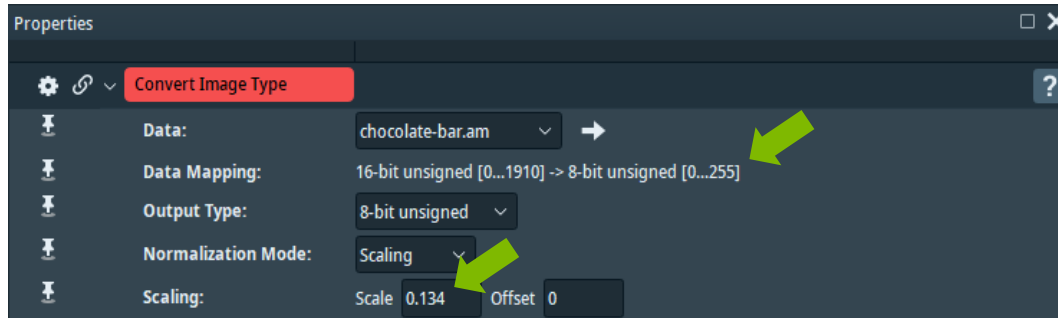 Properties
Convert Image Type ?
Data: chocolate-bar.am
Data Mapping: 16-bit unsigned [0...1910] -> 8-bit unsigned [0...255]
Output Type: 8-bit unsigned
Normalization Mode: Scaling
Scaling: Scale 0.134 Offset 0